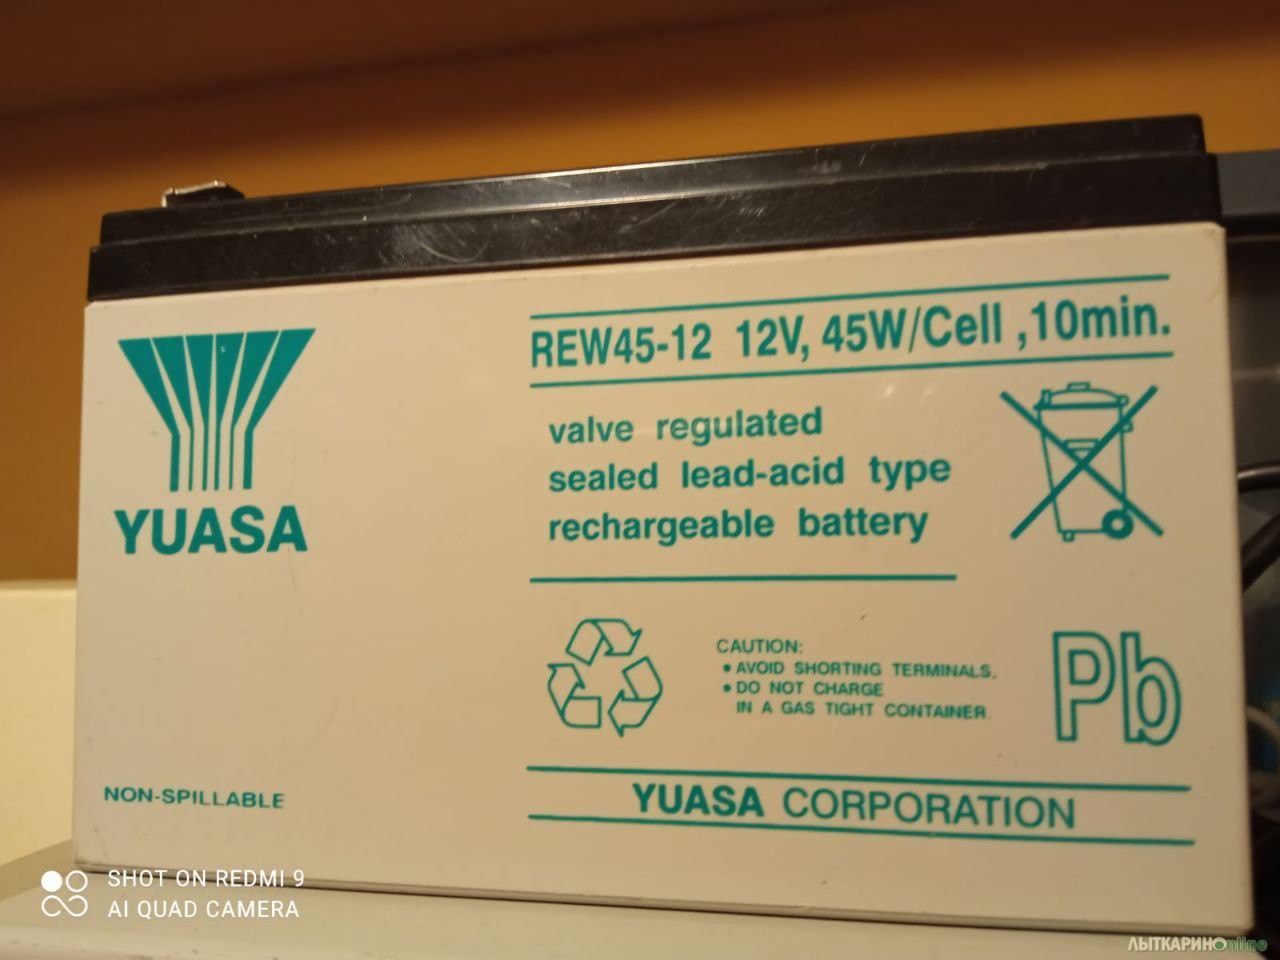 REW45-12 12V, 45W/Cell ,10min.
valve regulated
sealed lead-acid type
rechargeable battery
YUASA
CAUTION:
• AVOID SHORTING TERMINALS.
• DO NOT CHARGE
IN A GAS TIGHT CONTAINER.
Pb
NON-SPILLABLE
YUASA CORPORATION
SHOT ON REDMI 9
AI QUAD CAMERA
ЛЫТКАРИНОonline